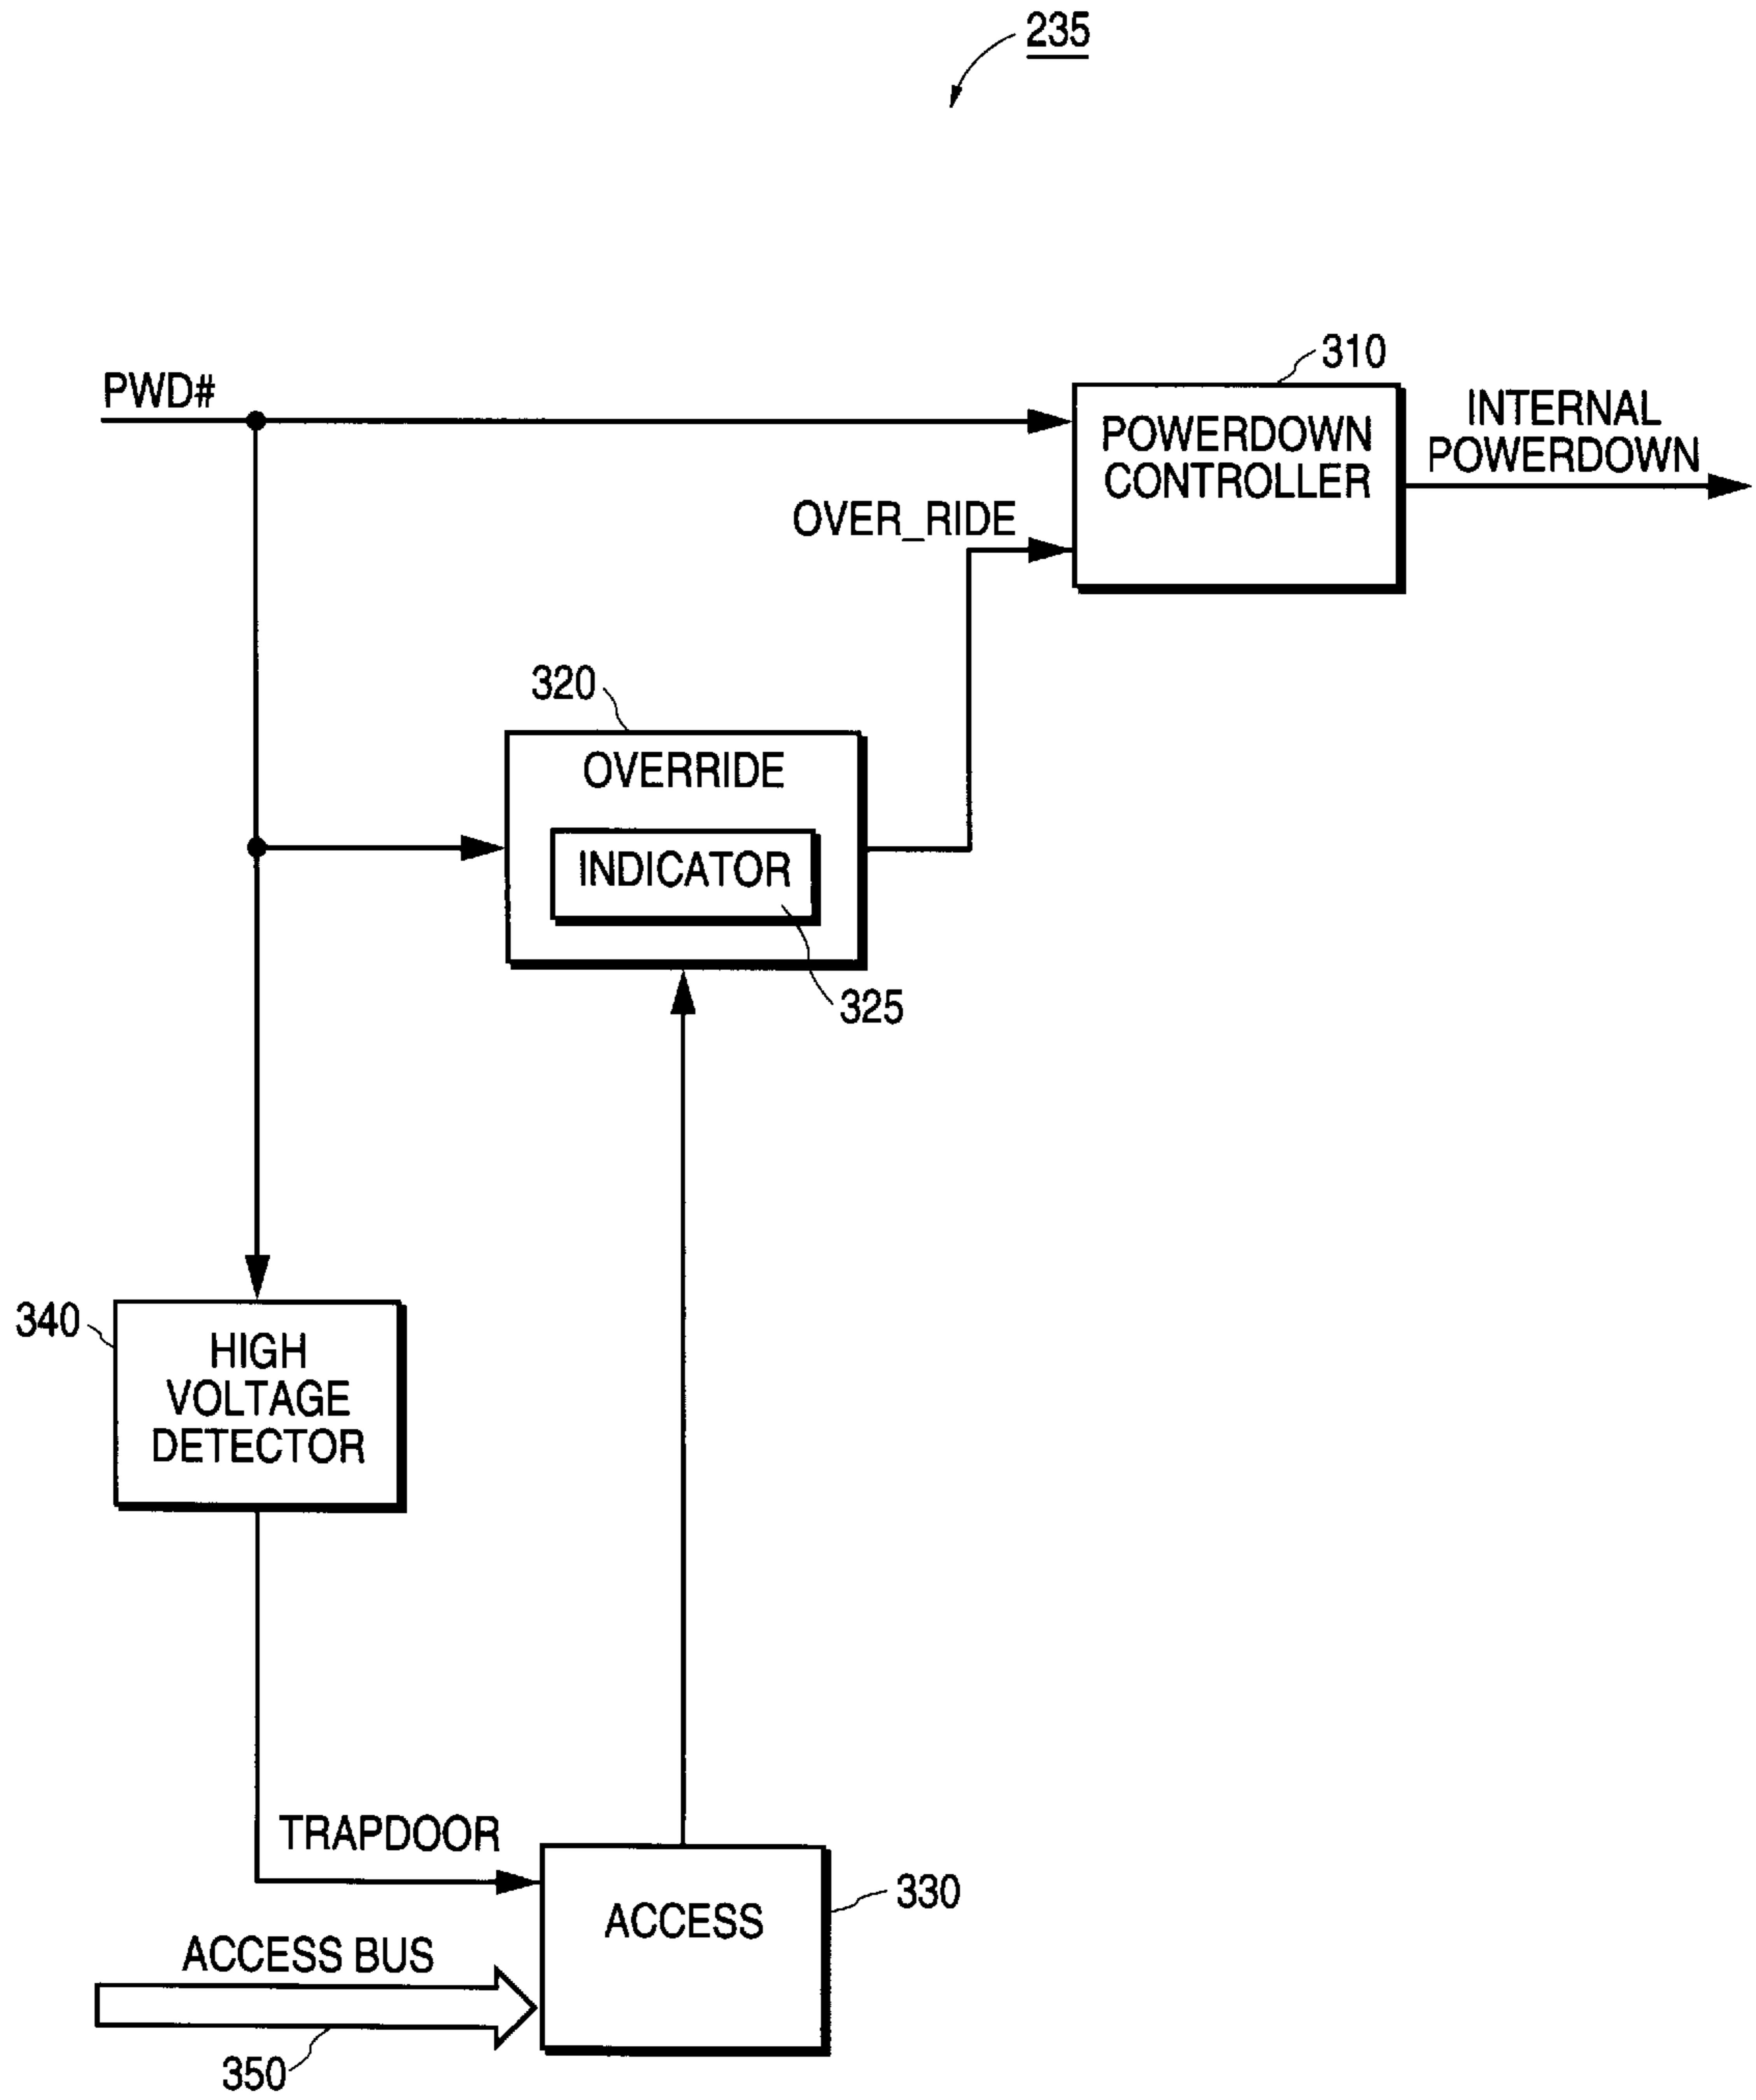 235
310
PWD#
POWERDOWN
CONTROLLER
INTERNAL
POWERDOWN
OVER_RIDE
320
OVERRIDE
INDICATOR
325
340
HIGH
VOLTAGE
DETECTOR
TRAPDOOR
330
ACCESS
ACCESS BUS
350